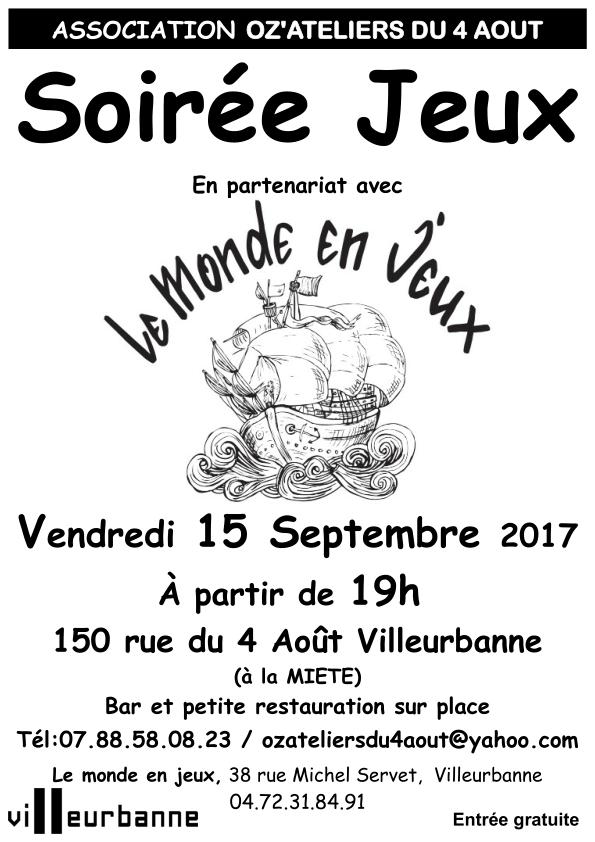 ASSOCIATION OZ'ATELIERS DU 4 AOUT
Soirée Jeux
En partenariat avec
Le Monde en J'eux
Vendredi 15 Septembre 2017
À partir de 19h
150 rue du 4 Août Villeurbanne
(à la MIETE)
Bar et petite restauration sur place
Tél:07.88.58.08.23 / ozateliersdu4aout@yahoo.com
Le monde en jeux, 38 rue Michel Servet, Villeurbanne
04.72.31.84.91
villeurbanne
Entrée gratuite